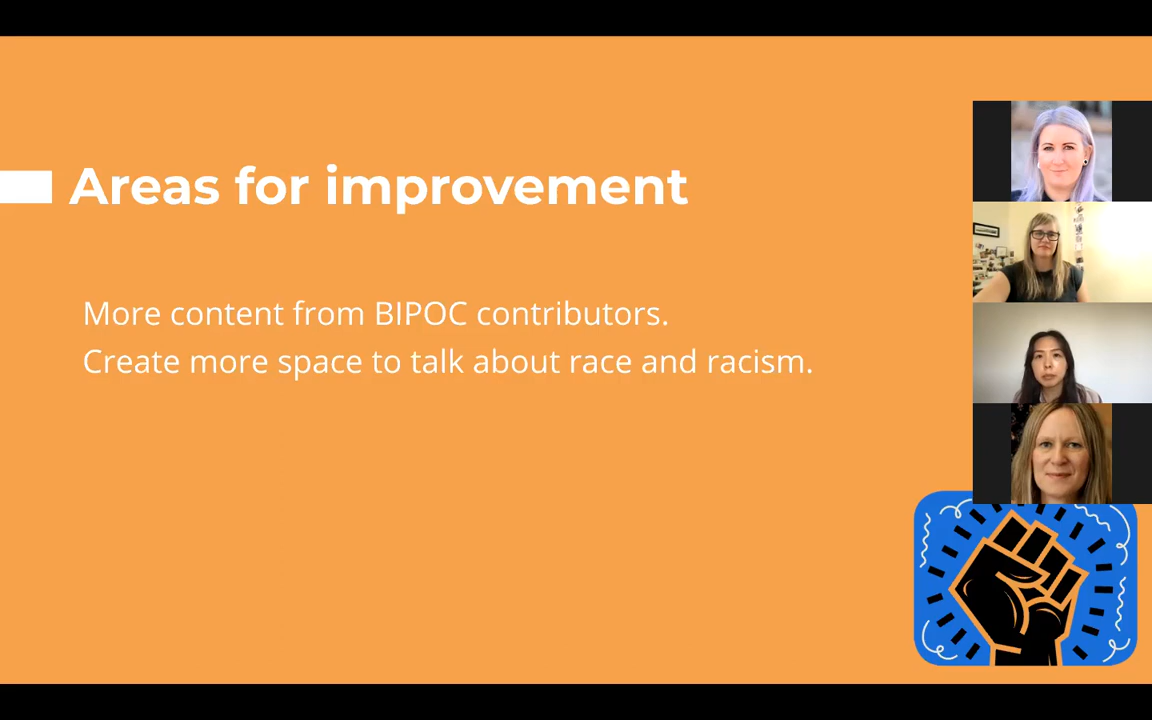 Areas for improvement
More content from BIPOC contributors.
Create more space to talk about race and racism.